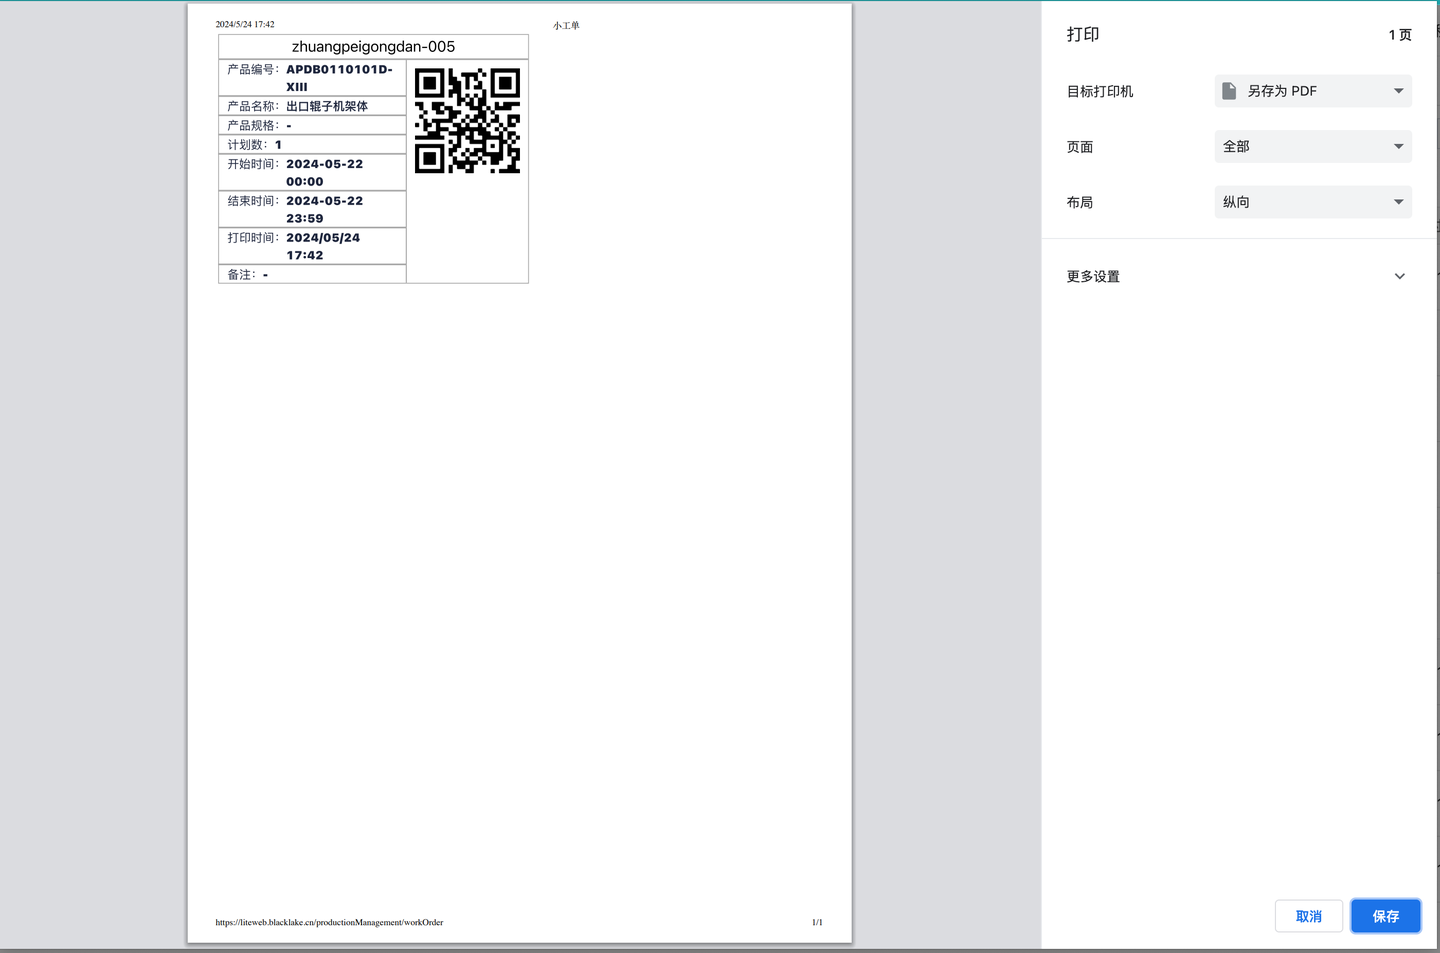 2024/5/24 17:42
小工单
zhuangpeigongdan-005
产品编号：APDB0110101D-
XIII
产品名称：出口辊子机架体
产品规格：-
计划数：1
开始时间：2024-05-22
00:00
结束时间：2024-05-22
23:59
打印时间：2024/05/24
17:42
备注：-
https://liteweb.blacklake.cn/productionManagement/workOrder
1/1
打印
1 页
目标打印机
另存为 PDF
页面
全部
布局
纵向
更多设置
取消
保存